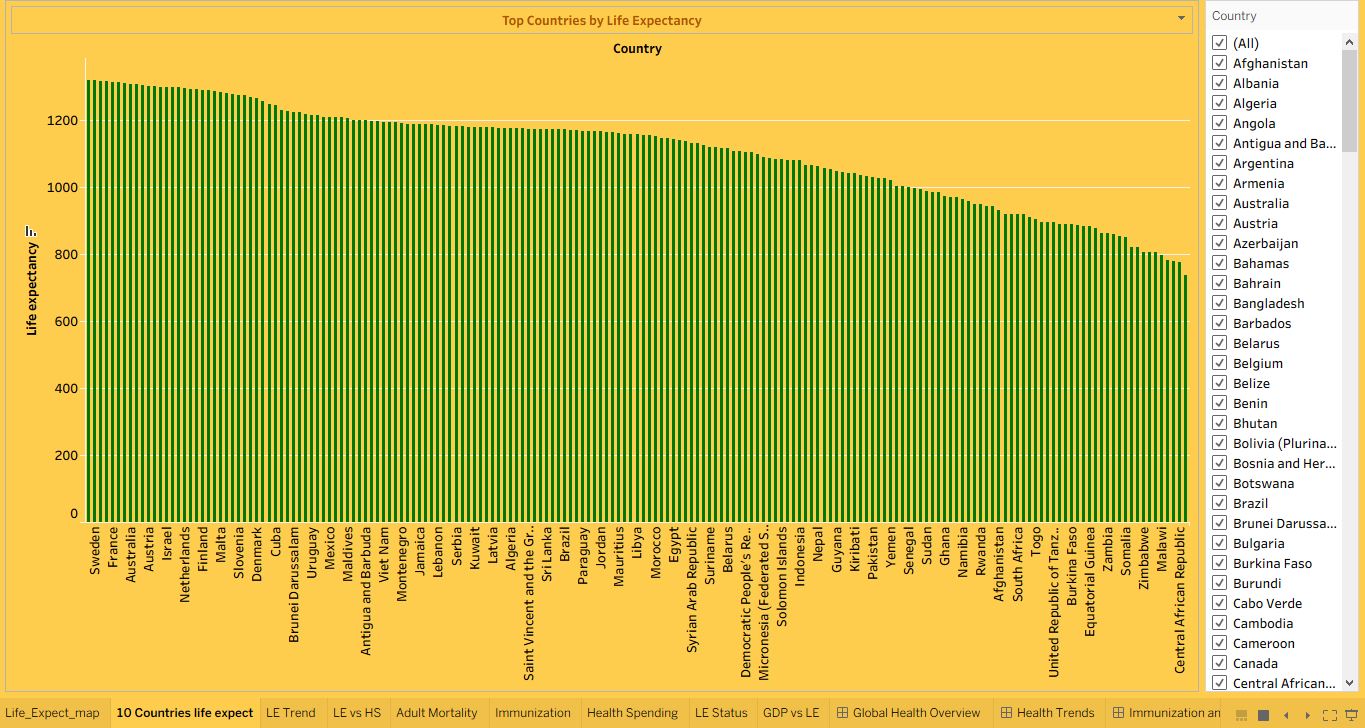 Top Countries by Life Expectancy
Country
Life expectancy
1200
1000
800
600
400
200
0
Sweden
France
Australia
Austria
Israel
Netherlands
Finland
Malta
Slovenia
Denmark
Cuba
Brunei Darussalam
Uruguay
Mexico
Maldives
Antigua and Barbuda
Viet Nam
Montenegro
Jamaica
Lebanon
Serbia
Kuwait
Latvia
Algeria
Saint Vincent and the Gr..
Sri Lanka
Brazil
Paraguay
Jordan
Mauritius
Libya
Morocco
Egypt
Syrian Arab Republic
Suriname
Belarus
Democratic People's Re..
Micronesia (Federated S..
Solomon Islands
Indonesia
Nepal
Guyana
Kiribati
Pakistan
Yemen
Senegal
Sudan
Ghana
Namibia
Rwanda
Afghanistan
South Africa
Togo
United Republic of Tanz..
Burkina Faso
Equatorial Guinea
Zambia
Somalia
Zimbabwe
Malawi
Central African Republic
Country
(All)
Afghanistan
Albania
Algeria
Angola
Antigua and Ba...
Argentina
Armenia
Australia
Austria
Azerbaijan
Bahamas
Bahrain
Bangladesh
Barbados
Belarus
Belgium
Belize
Benin
Bhutan
Bolivia (Plurina...
Bosnia and Her...
Botswana
Brazil
Brunei Darussa...
Bulgaria
Burkina Faso
Burundi
Cabo Verde
Cambodia
Cameroon
Canada
Central African...
Life_Expect_map 10 Countries life expect LE Trend LE vs HS Adult Mortality Immunization Health Spending LE Status GDP vs LE Global Health Overview Health Trends Immunization an